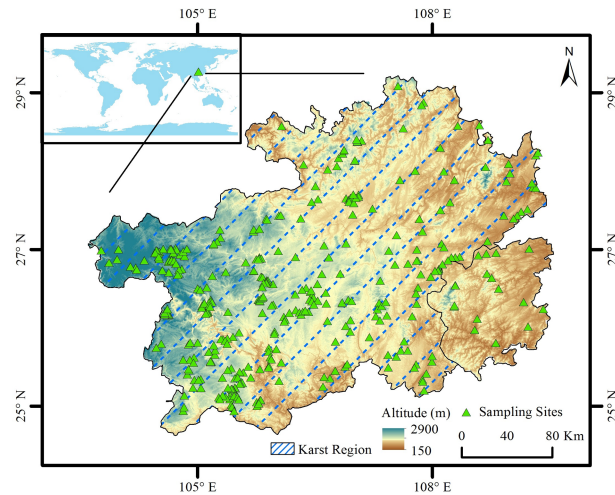 105° E
108° E
N
29° N
29° N
27° N
27° N
25° N
25° N
Altitude (m)
Sampling Sites
2900
150
0
40
80 Km
Karst Region
105° E
108° E